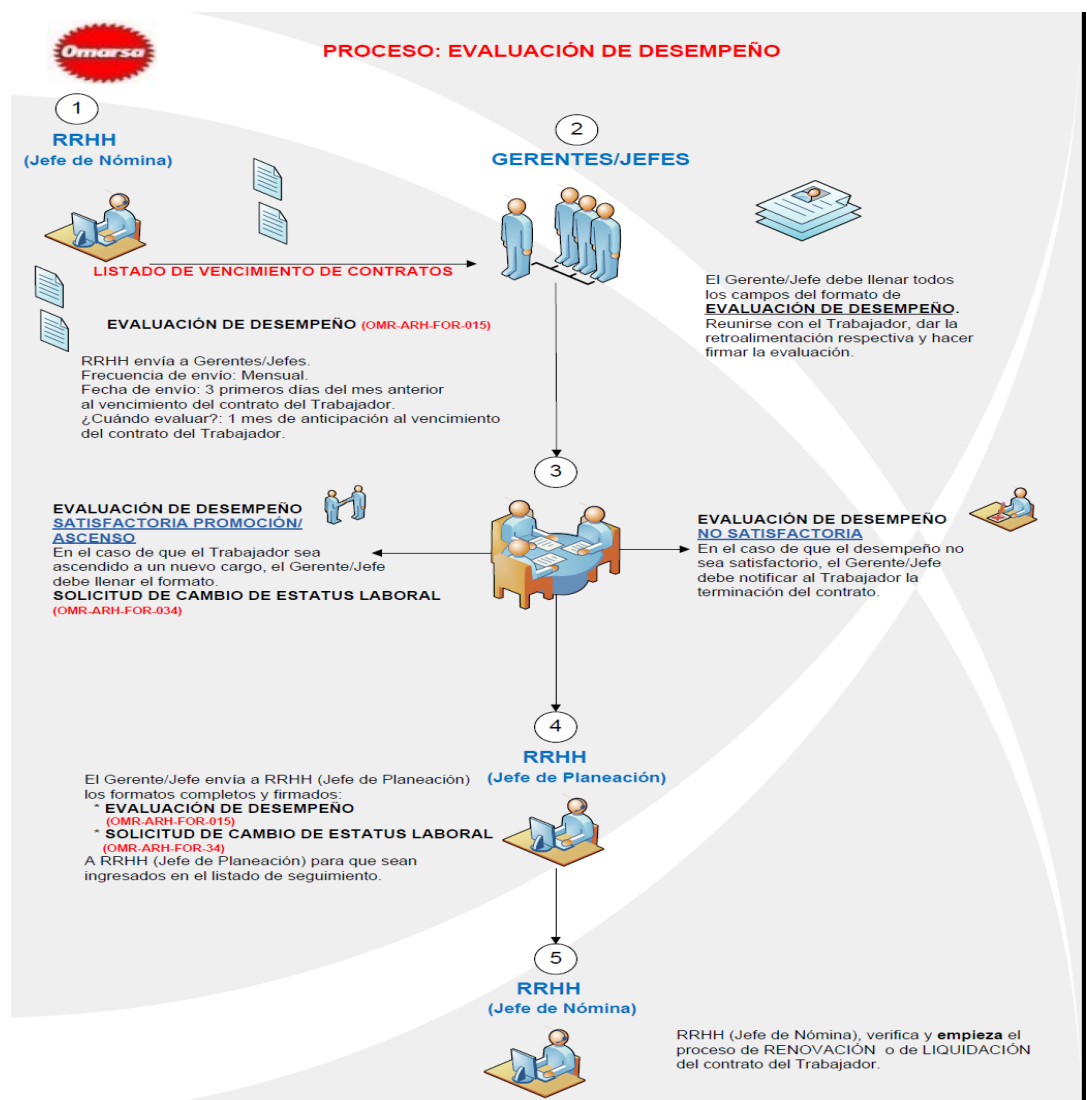 Omarsa
PROCESO: EVALUACIÓN DE DESEMPEÑO
1
RRHH
(Jefe de Nómina)
2
GERENTES/JEFES
LISTADO DE VENCIMIENTO DE CONTRATOS
EVALUACIÓN DE DESEMPEÑO (OMR-ARH-FOR-015)
RRHH envía a Gerentes/Jefes.
Frecuencia de envío: Mensual.
Fecha de envío: 3 primeros días del mes anterior
al vencimiento del contrato del Trabajador.
¿Cuándo evaluar?: 1 mes de anticipación al vencimiento
del contrato del Trabajador.
El Gerente/Jefe debe llenar todos
los campos del formato de
EVALUACIÓN DE DESEMPEÑO.
Reunirse con el Trabajador, dar la
retroalimentación respectiva y hacer
firmar la evaluación.
3
EVALUACIÓN DE DESEMPEÑO
SATISFACTORIA PROMOCIÓN/
ASCENSO
En el caso de que el Trabajador sea
ascendido a un nuevo cargo, el Gerente/Jefe
debe llenar el formato.
SOLICITUD DE CAMBIO DE ESTATUS LABORAL
(OMR-ARH-FOR-034)
EVALUACIÓN DE DESEMPEÑO
NO SATISFACTORIA
En el caso de que el desempeño no
sea satisfactorio, el Gerente/Jefe
debe notificar al Trabajador la
terminación del contrato.
4
RRHH
(Jefe de Planeación)
El Gerente/Jefe envía a RRHH (Jefe de Planeación)
los formatos completos y firmados:
* EVALUACIÓN DE DESEMPEÑO
(OMR-ARH-FOR-015)
* SOLICITUD DE CAMBIO DE ESTATUS LABORAL
(OMR-ARH-FOR-34)
A RRHH (Jefe de Planeación) para que sean
ingresados en el listado de seguimiento.
5
RRHH
(Jefe de Nómina)
RRHH (Jefe de Nómina), verifica y empieza el
proceso de RENOVACIÓN o de LIQUIDACIÓN
del contrato del Trabajador.